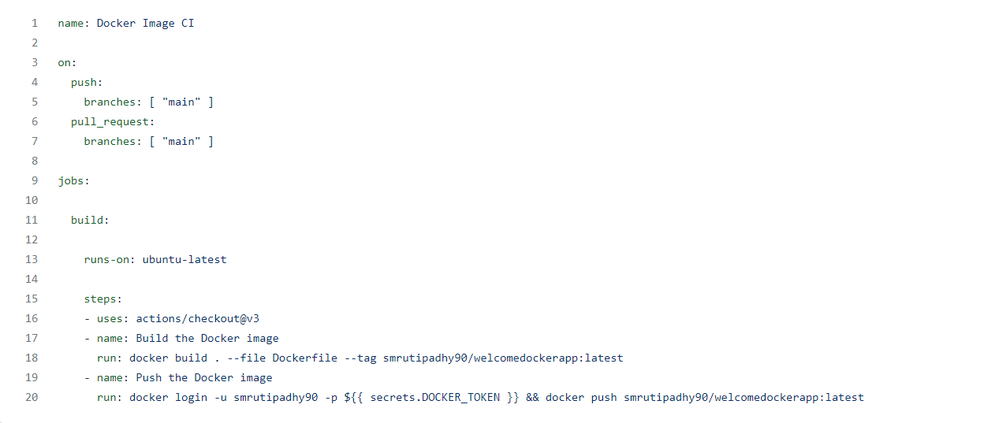 1 name: Docker Image CI
2
3 on:
4   push:
5     branches: [ "main" ]
6   pull_request:
7     branches: [ "main" ]
8
9 jobs:
10
11   build:
12
13     runs-on: ubuntu-latest
14
15     steps:
16     - uses: actions/checkout@v3
17     - name: Build the Docker image
18       run: docker build . --file Dockerfile --tag smrutipadhy90/welcomedockerapp:latest
19     - name: Push the Docker image
20       run: docker login -u smrutipadhy90 -p ${{ secrets.DOCKER_TOKEN }} && docker push smrutipadhy90/welcomedockerapp:latest